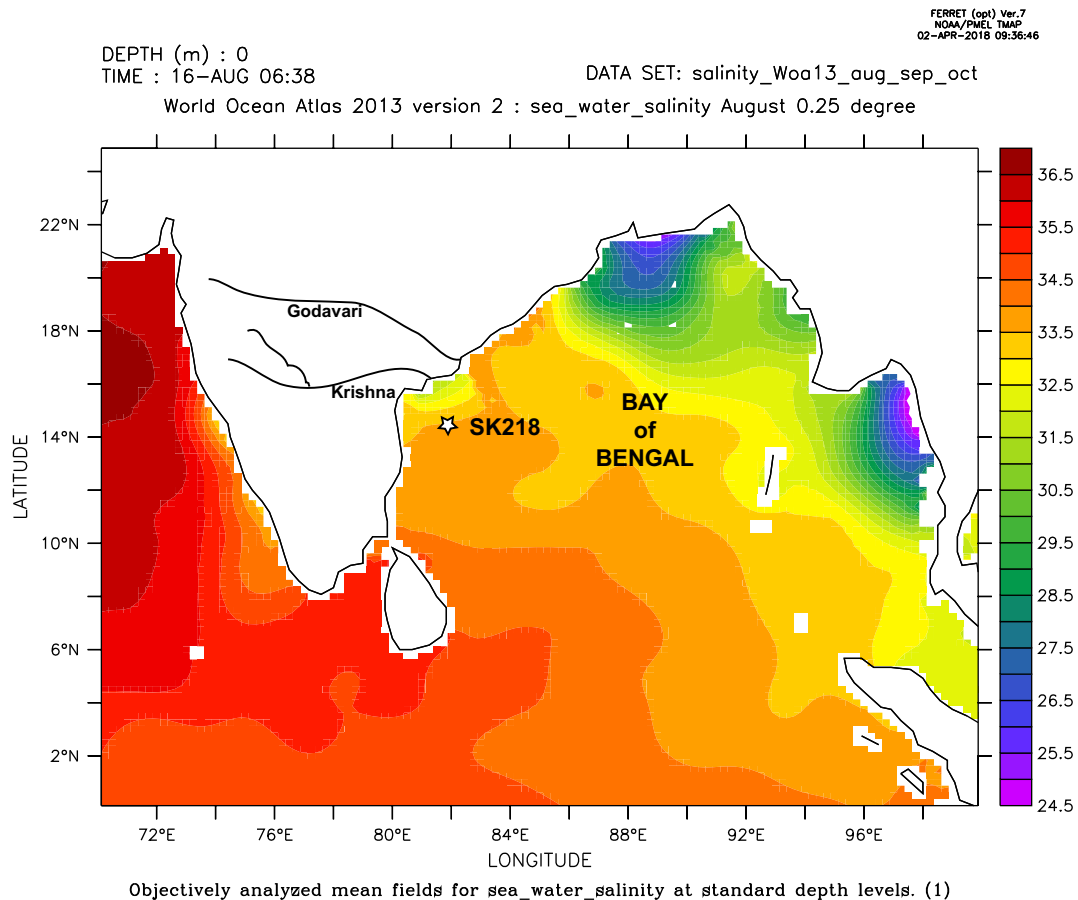 FERRET (opt) Ver.7
NOAA/PMEL TMAP
02-APR-2018 09:36:46
DEPTH (m) : 0
TIME : 16-AUG 06:38
DATA SET: salinity_Woa13_aug_sep_oct
World Ocean Atlas 2013 version 2 : sea_water_salinity August 0.25 degree
22°N
18°N
14°N
10°N
6°N
2°N
LATITUDE
Godavari
Krishna
SK218
BAY
of
BENGAL
36.5
35.5
34.5
33.5
32.5
31.5
30.5
29.5
28.5
27.5
26.5
25.5
24.5
72°E
76°E
80°E
84°E
88°E
92°E
96°E
LONGITUDE
Objectively analyzed mean fields for sea_water_salinity at standard depth levels. (1)